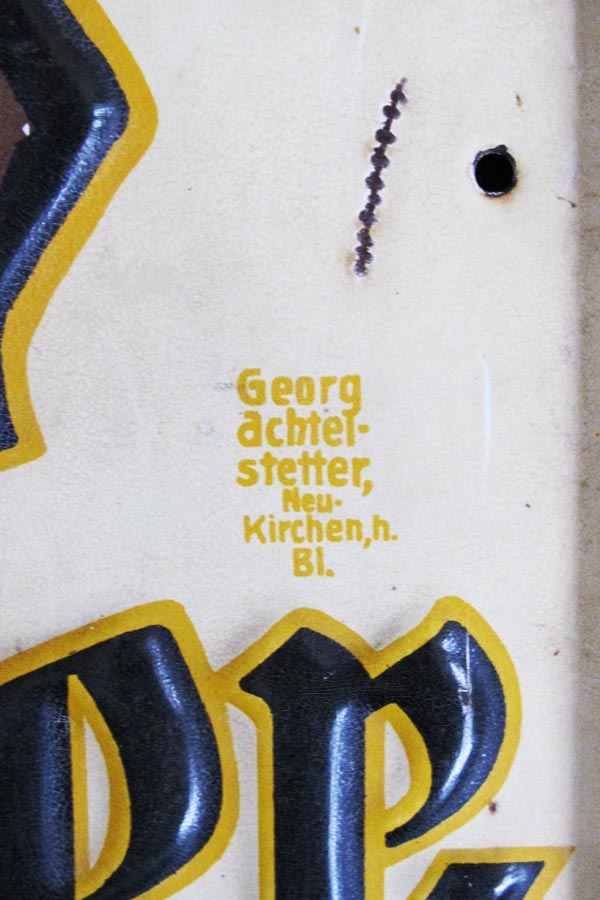 Georg
achtel-
stetter,
Neu-
Kirchen, h.
Bl.